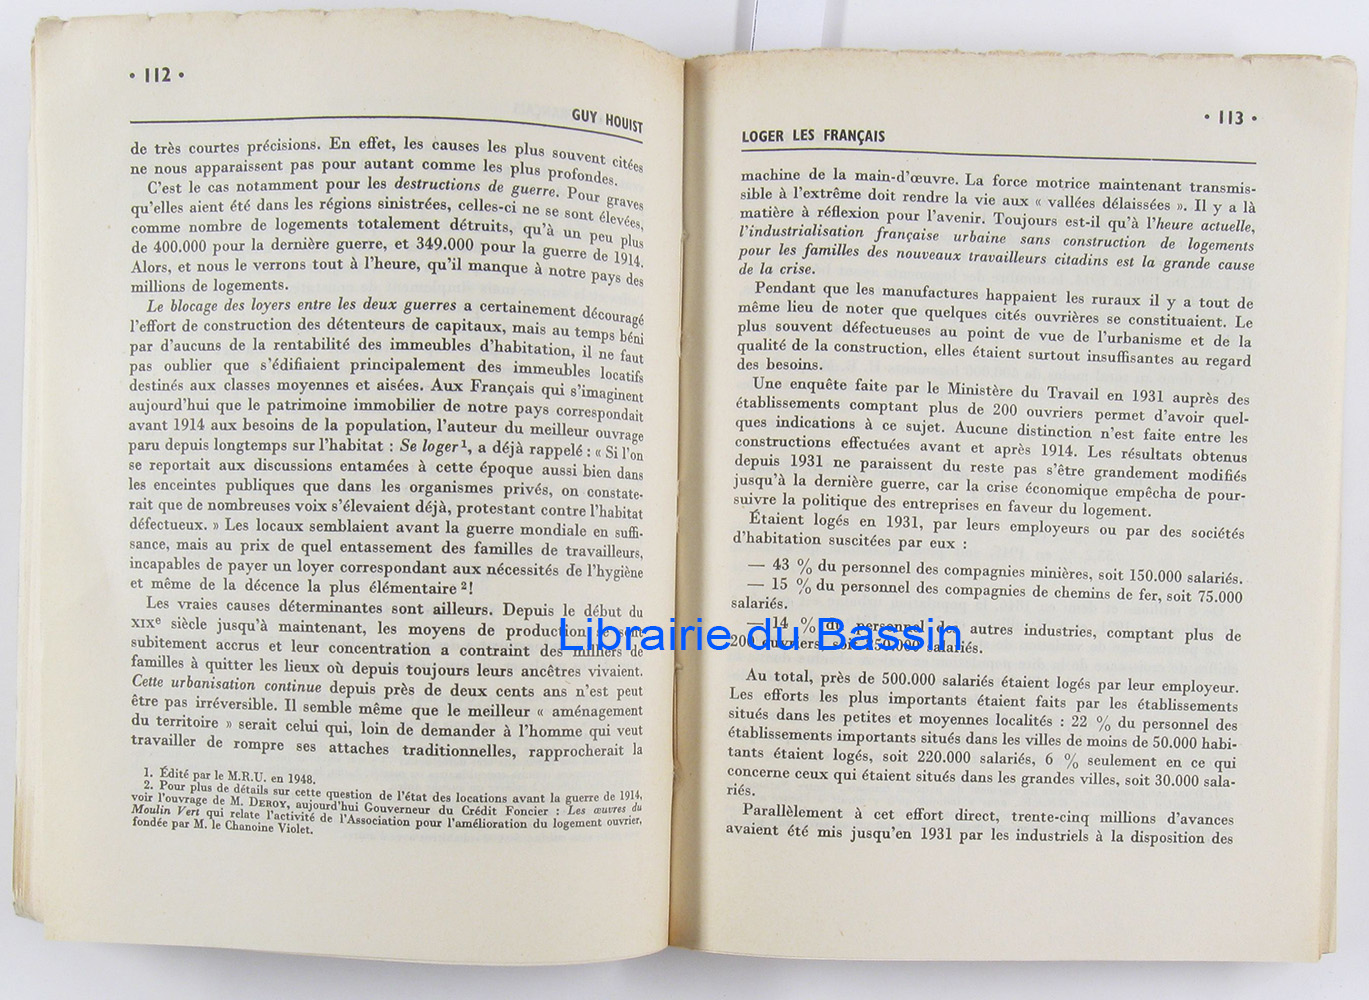 • 112 •
GUY HOUIST
de très courtes précisions. En effet, les causes les plus souvent citées
ne nous apparaissent pas pour autant comme les plus profondes.
C'est le cas notamment pour les destructions de guerre. Pour graves
qu'elles aient été dans les régions sinistrées, celles-ci ne se sont élevées,
comme nombre de logements totalement détruits, qu'à un peu plus
de 400.000 pour la dernière guerre, et 349.000 pour la guerre de 1914.
Alors, et nous le verrons tout à l'heure, qu'il manque à notre pays des
millions de logements.
Le blocage des loyers entre les deux guerres a certainement découragé
l'effort de construction des détenteurs de capitaux, mais au temps béni
par d'aucuns de la rentabilité des immeubles d'habitation, il ne faut
pas oublier que s'édifiaient principalement des immeubles locatifs
destinés aux classes moyennes et aisées. Aux Français qui s'imaginent
aujourd'hui que le patrimoine immobilier de notre pays correspondait
avant 1914 aux besoins de la population, l'auteur du meilleur ouvrage
paru depuis longtemps sur l'habitat : Se loger¹, a déjà rappelé : « Si l'on
se reportait aux discussions entamées à cette époque aussi bien dans
les enceintes publiques que dans les organismes privés, on constate-
rait que de nombreuses voix s'élevaient déjà, protestant contre l'habitat
défectueux. » Les locaux semblaient avant la guerre mondiale en suffi-
sance, mais au prix de quel entassement des familles de travailleurs,
incapables de payer un loyer correspondant aux nécessités de l'hygiène
et même de la décence la plus élémentaire ²!
Les vraies causes déterminantes sont ailleurs. Depuis le début du
XIXe siècle jusqu'à maintenant, les moyens de production se sont
subitement accrus et leur concentration a contraint des milliers de
familles à quitter les lieux où depuis toujours leurs ancêtres vivaient.
Cette urbanisation continue depuis près de deux cents ans n'est peut
être pas irréversible. Il semble même que le meilleur « aménagement
du territoire » serait celui qui, loin de demander à l'homme qui veut
travailler de rompre ses attaches traditionnelles, rapprocherait la
1. Édité par le M.R.U. en 1948.
2. Pour plus de détails sur cette question de l'état des locations avant la guerre de 1914,
voir l'ouvrage de M. DEROY, aujourd'hui Gouverneur du Crédit Foncier : Les œuvres du
Moulin Vert qui relate l'activité de l'Association pour l'amélioration du logement ouvrier,
fondée par M. le Chanoine Violet.
• 113 •
LOGER LES FRANÇAIS
machine de la main-d'œuvre. La force motrice maintenant transmis-
sible à l'extrême doit rendre la vie aux « vallées délaissées ». Il y a là
matière à réflexion pour l'avenir. Toujours est-il qu'à l'heure actuelle,
l'industrialisation française urbaine sans construction de logements
pour les familles des nouveaux travailleurs citadins est la grande cause
de la crise.
Pendant que les manufactures happaient les ruraux il y a tout de
même lieu de noter que quelques cités ouvrières se constituaient. Le
plus souvent défectueuses au point de vue de l'urbanisme et de la
qualité de la construction, elles étaient surtout insuffisantes au regard
des besoins.
Une enquête faite par le Ministère du Travail en 1931 auprès des
établissements comptant plus de 200 ouvriers permet d'avoir quel-
ques indications à ce sujet. Aucune distinction n'est faite entre les
constructions effectuées avant et après 1914. Les résultats obtenus
depuis 1931 ne paraissent du reste pas s'être grandement modifiés
jusqu'à la dernière guerre, car la crise économique empêcha de pour-
suivre la politique des entreprises en faveur du logement.
Étaient logés en 1931, par leurs employeurs ou par des sociétés
d'habitation suscitées par eux :
— 43 % du personnel des compagnies minières, soit 150.000 salariés.
— 15 % du personnel des compagnies de chemins de fer, soit 75.000
salariés.
— 14 % du personnel des autres industries, comptant plus de
200 ouvriers, soit 250.000 salariés.
Librairie du Bassin
Au total, près de 500.000 salariés étaient logés par leur employeur.
Les efforts les plus importants étaient faits par les établissements
situés dans les petites et moyennes localités : 22 % du personnel des
établissements importants situés dans les villes de moins de 50.000 habi-
tants étaient logés, soit 220.000 salariés, 6 % seulement en ce qui
concerne ceux qui étaient situés dans les grandes villes, soit 30.000 sala-
riés.
Parallèlement à cet effort direct, trente-cinq millions d'avances
avaient été mis jusqu'en 1931 par les industriels à la disposition des